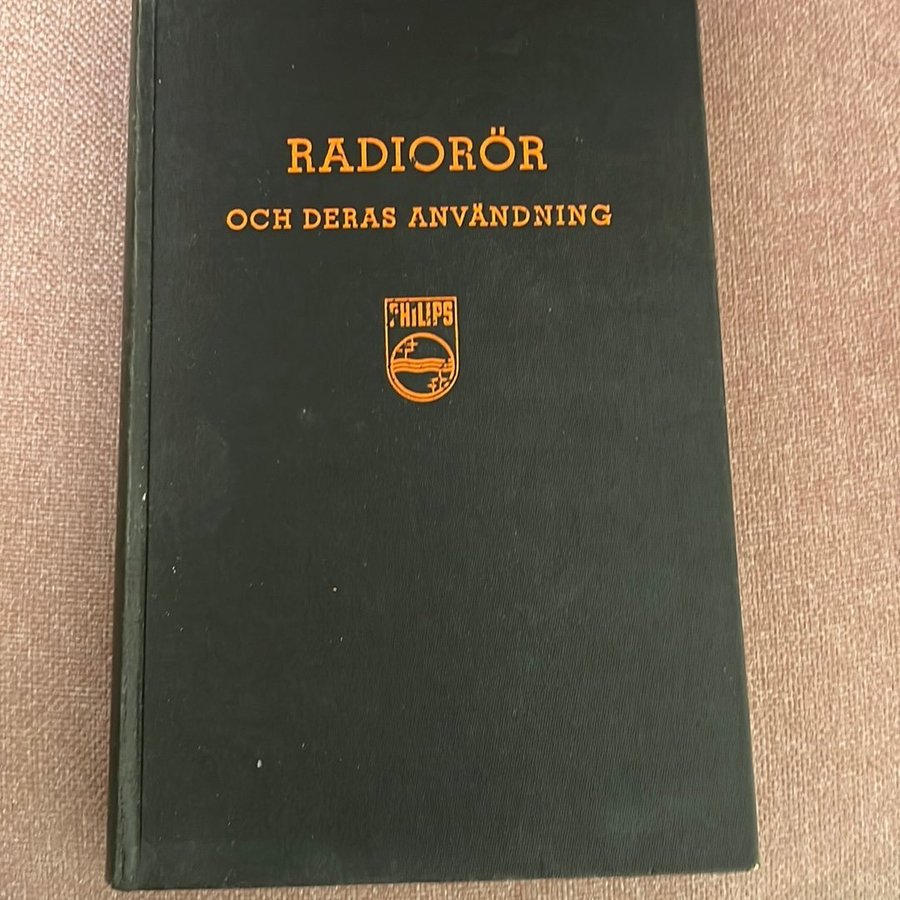 RADIORÖR
OCH DERAS ANVÄNDNING
PHILIPS